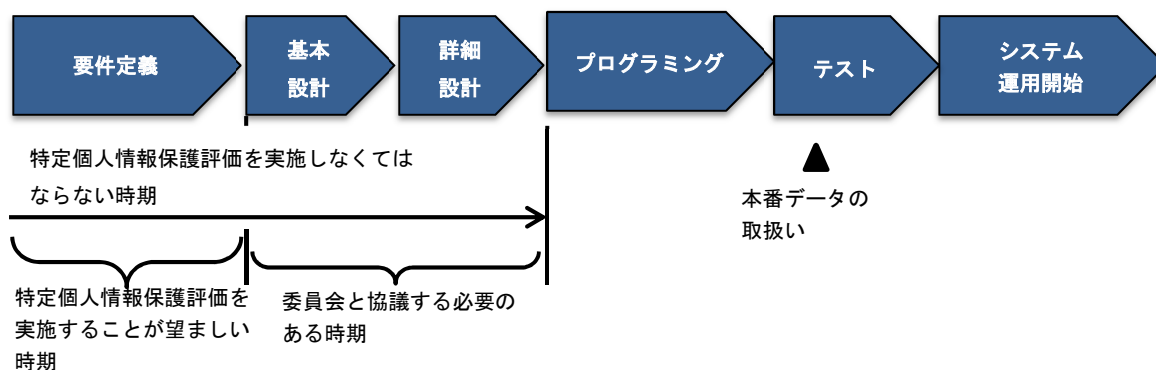 要件定義
基本
設計
詳細
設計
プログラミング
テスト
システム
運用開始
特定個人情報保護評価を実施しなくては
ならない時期
本番データの
取扱い
特定個人情報保護評価を
実施することが望ましい
時期
委員会と協議する必要の
ある時期